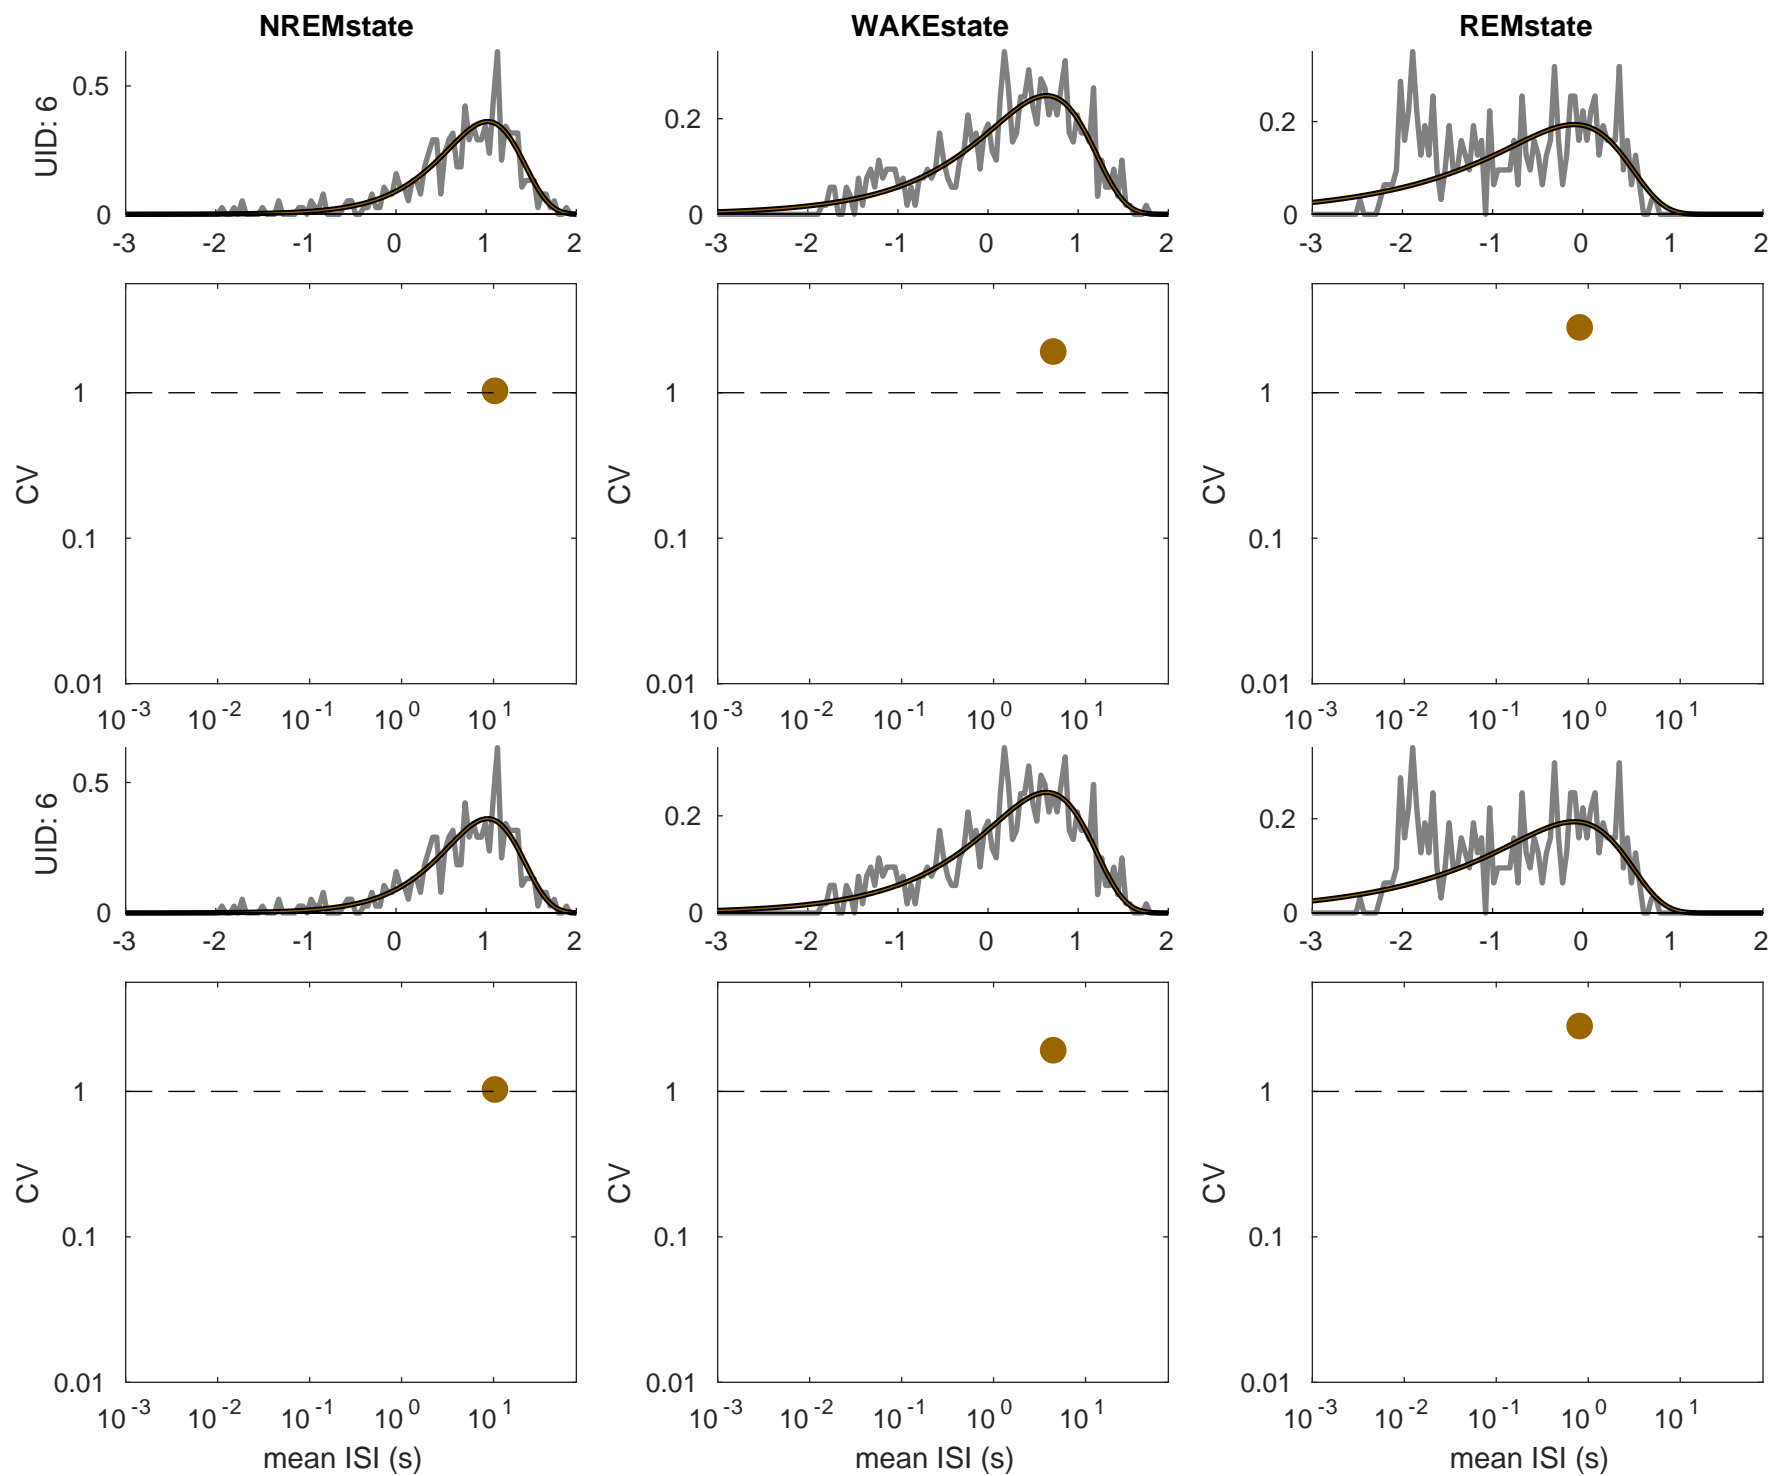 NREMstate WAKEstate REMstate
UID: 6
0.5 0.2 0.2
0 0 0
-3 -2 -1 0 1 2 -3 -2 -1 0 1 2 -3 -2 -1 0 1 2
CV CV CV
1 1 1
0.1 0.1 0.1
0.01 0.01 0.01
10^-3 10^-2 10^-1 10^0 10^1 10^-3 10^-2 10^-1 10^0 10^1 10^-3 10^-2 10^-1 10^0 10^1
UID: 6
0.5 0.2 0.2
0 0 0
-3 -2 -1 0 1 2 -3 -2 -1 0 1 2 -3 -2 -1 0 1 2
CV CV CV
1 1 1
0.1 0.1 0.1
0.01 0.01 0.01
10^-3 10^-2 10^-1 10^0 10^1 10^-3 10^-2 10^-1 10^0 10^1 10^-3 10^-2 10^-1 10^0 10^1
mean ISI (s) mean ISI (s) mean ISI (s)